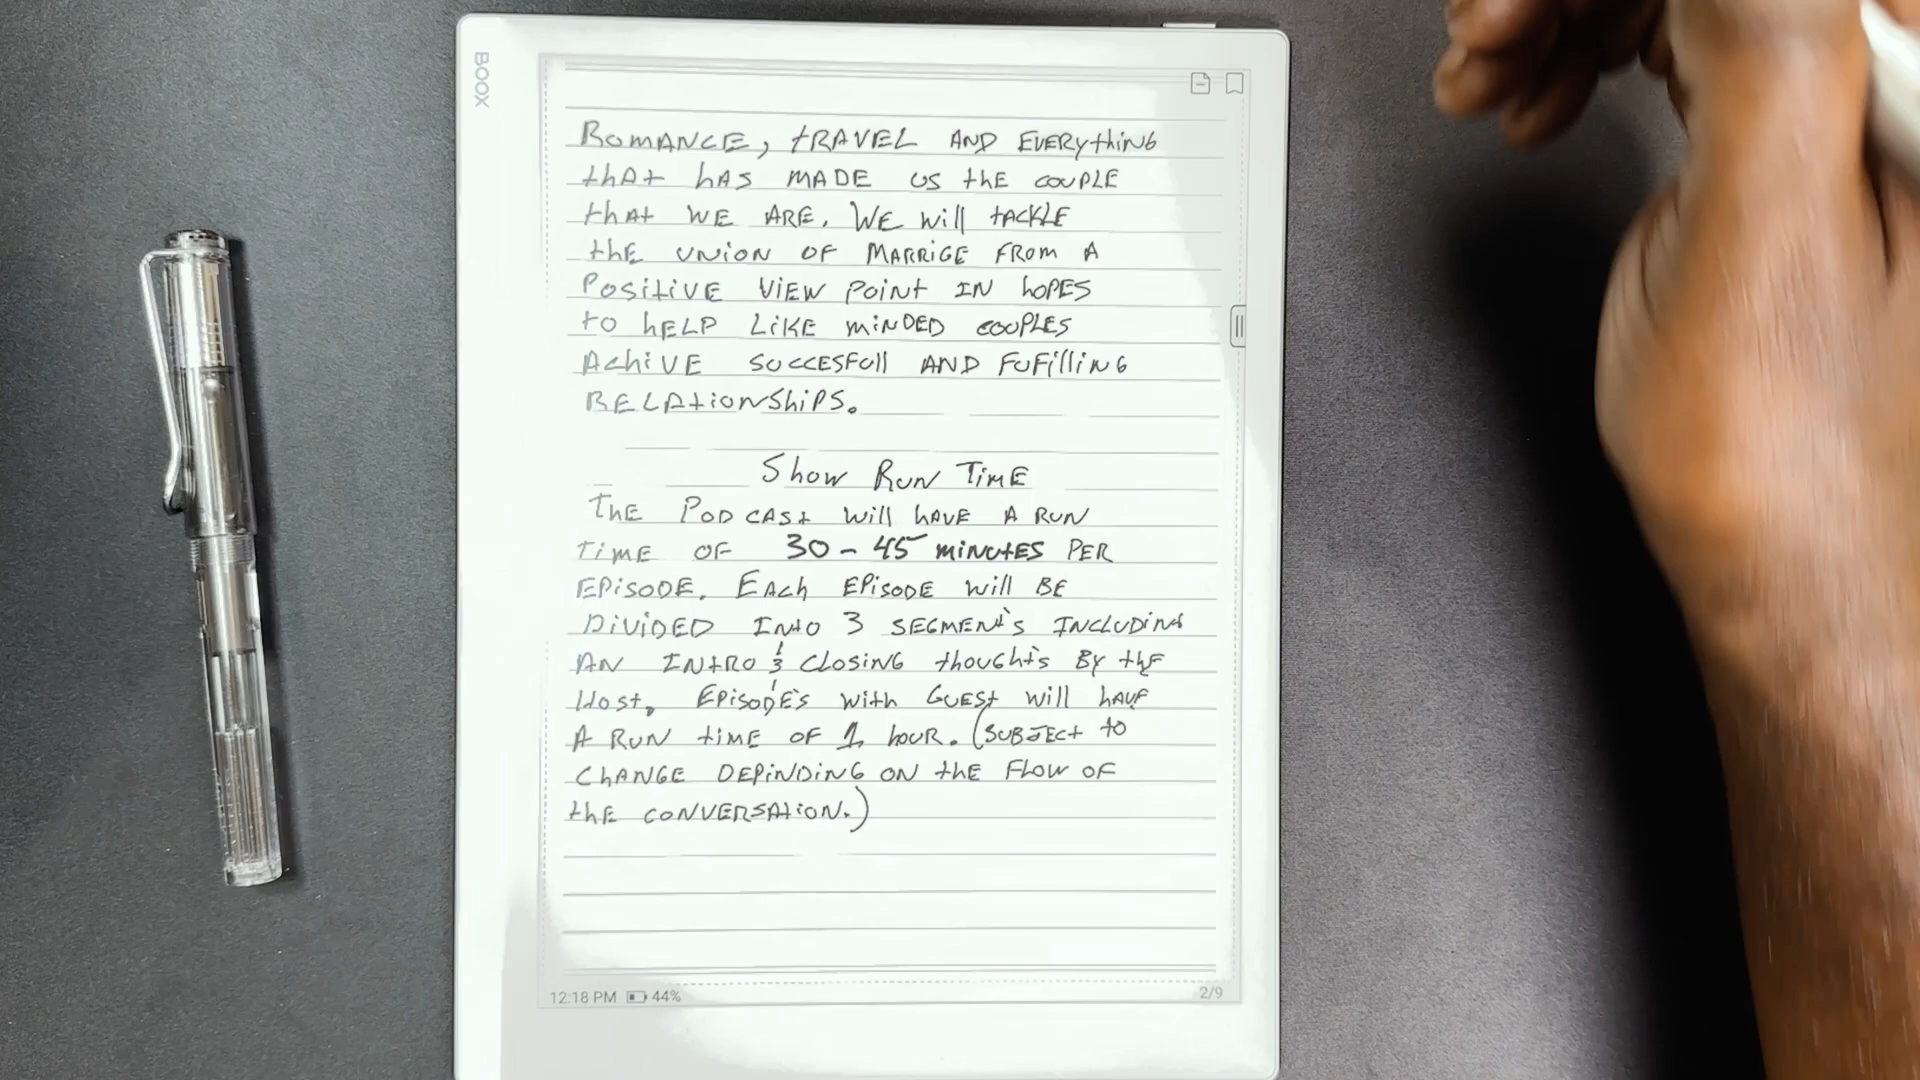 BOOX
ROMANCE, tRAVEL AND EVERythiNG
thAt hAS MADE US thE COUPLE
thAt WE ARE. WE Will tACKLE
thE UNiON OF MARRiGE FROM A
POSitiVE ViEW POiNt IN hOPES
tO hELP LiKE MiNDED COUPLES
AChiVE SUCCESFUll AND FUFilliNG
RELAtiONShiPS.
Show RUN TiME
ThE PODCASt Will hAVE A RUN
TiME OF 30 - 45 MiNUtES PER
EPiSODE. EACh EPiSODE Will BE
DiViDED INtO 3 SEGMENt'S INCLUDiNG
AN INtRO & CLOSiNG thOUGht'S BY thE
HOSt. EPiSODE'S With GUESt Will hAVE
A RUN tiME OF 1 hOUR. (SUBJECt tO
ChANGE DEPiNDiNG ON thE FLOW OF
thE CONVERSAtiON.)
12:18 PM 44% 2/9